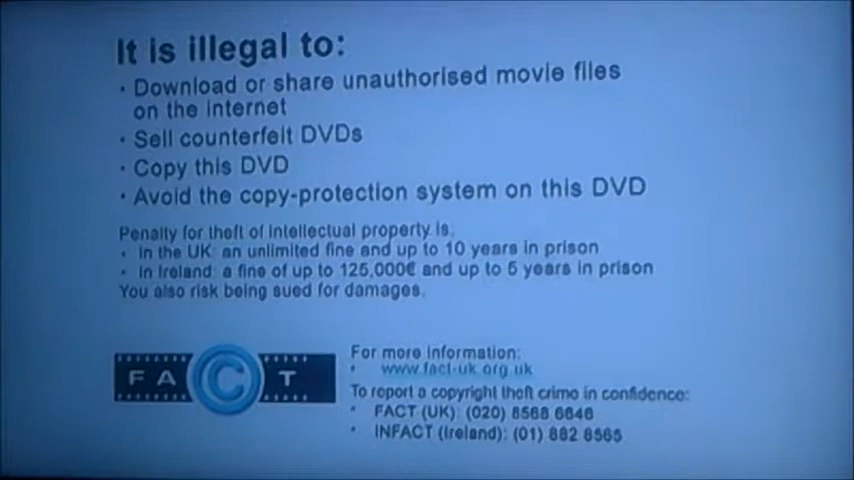 It is illegal to:
• Download or share unauthorised movie files
on the internet
• Sell counterfeit DVDs
• Copy this DVD
• Avoid the copy-protection system on this DVD
Penalty for theft of intellectual property is:
• in the UK: an unlimited fine and up to 10 years in prison
• in Ireland: a fine of up to 125,000€ and up to 5 years in prison
You also risk being sued for damages.
FACT
For more information:
• www.fact-uk.org.uk
To report a copyright theft crime in confidence:
• FACT (UK): (020) 8568 6646
• INFACT (Ireland): (01) 882 8565